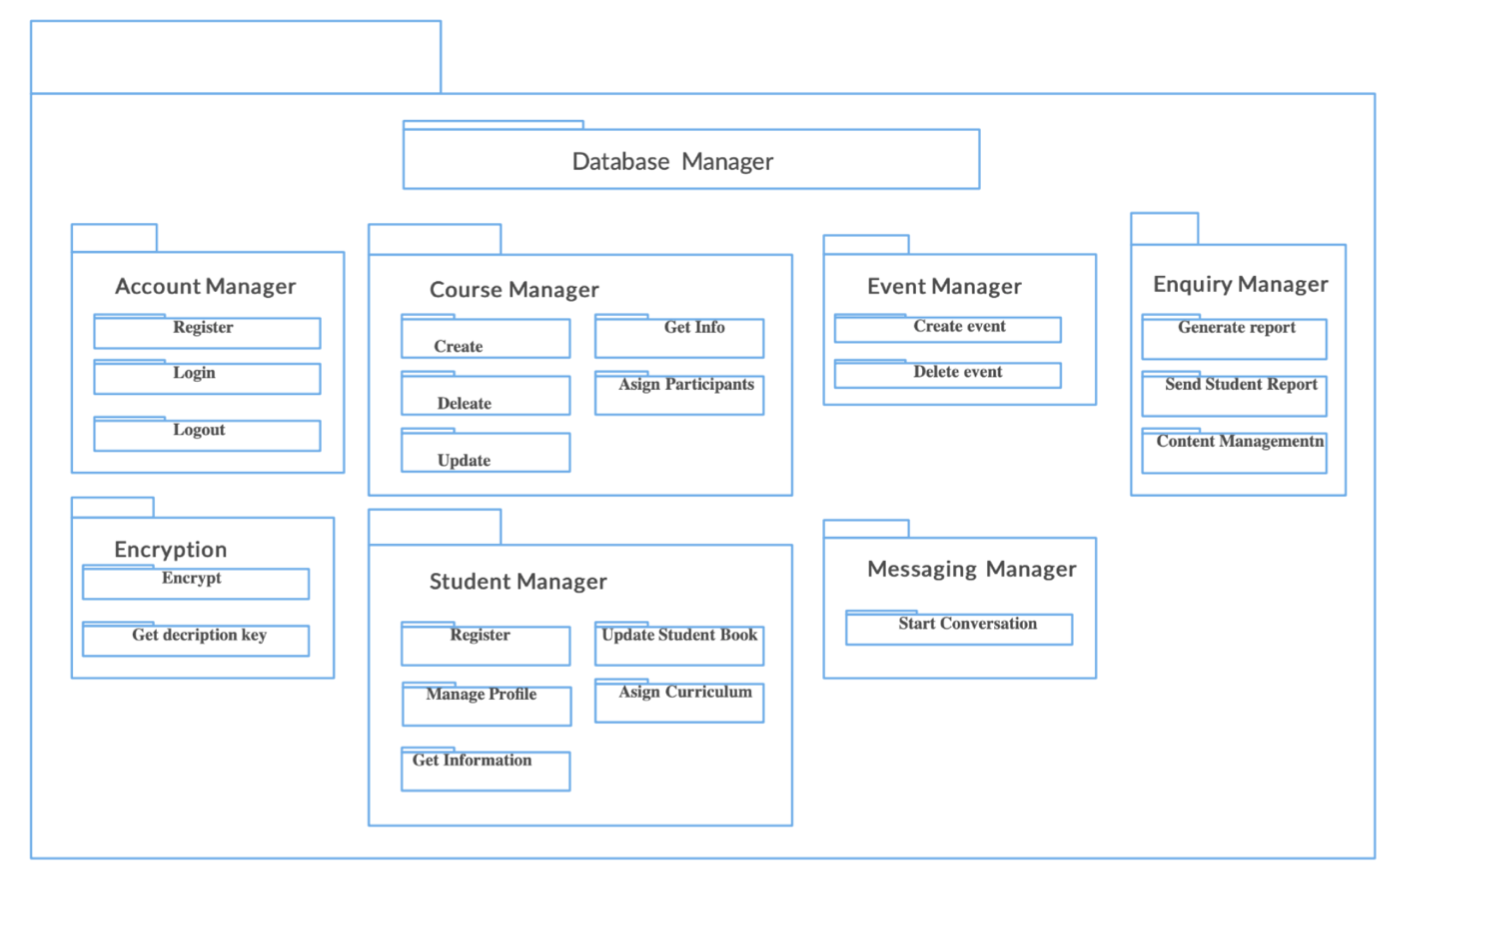 Database Manager
Account Manager
Register
Login
Logout
Course Manager
Create
Get Info
Deleate
Asign Participants
Update
Event Manager
Create event
Delete event
Enquiry Manager
Generate report
Send Student Report
Content Managementn
Encryption
Encrypt
Get decription key
Student Manager
Register
Update Student Book
Manage Profile
Asign Curriculum
Get Information
Messaging Manager
Start Conversation